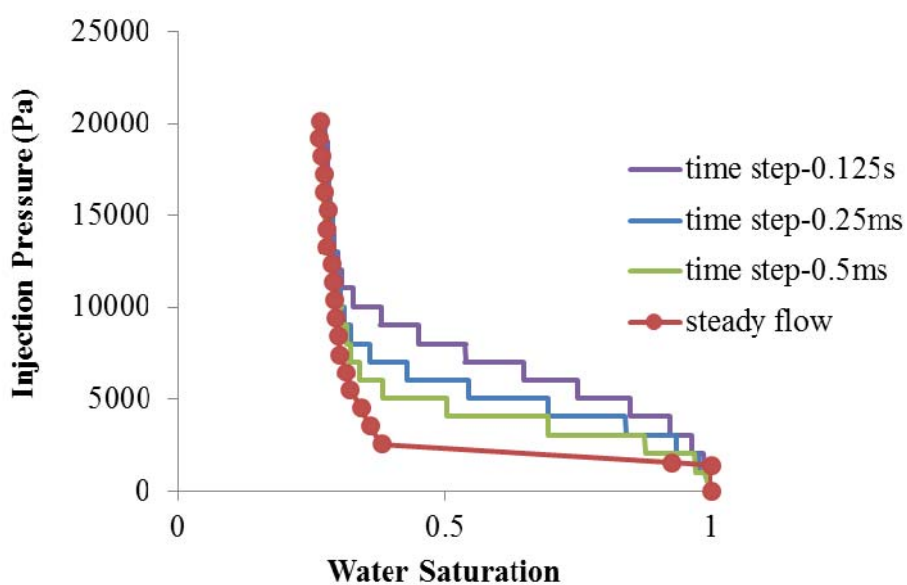 25000
20000
15000
10000
5000
0
Injection Pressure (Pa)
0
0.5
1
Water Saturation
time step-0.125s
time step-0.25ms
time step-0.5ms
steady flow